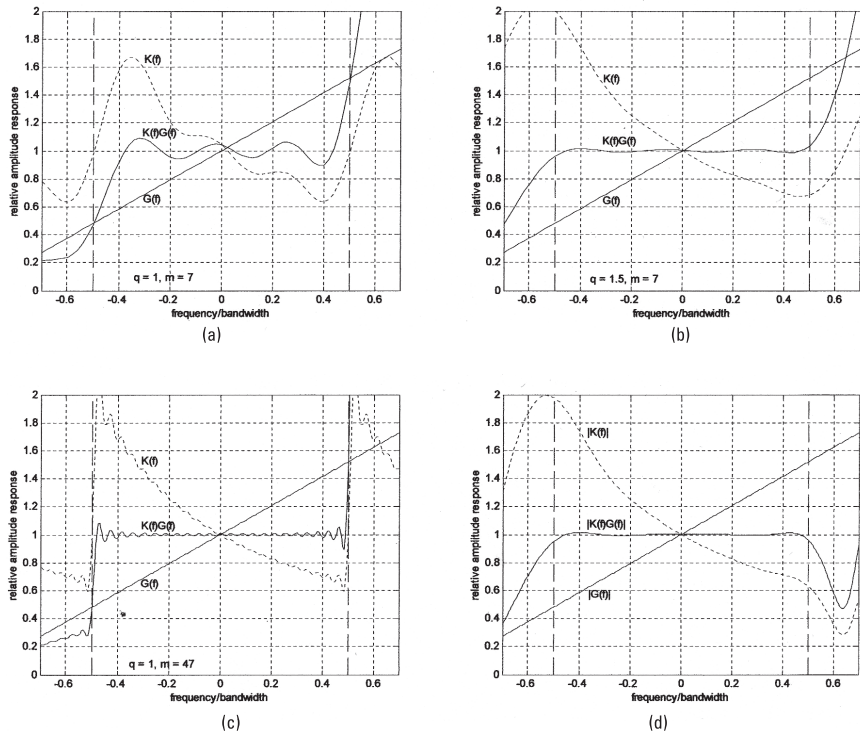 relative amplitude response
2
1.8
1.6
1.4
1.2
1
0.8
0.6
0.4
0.2
0
K(f)
K(f)G(f)
G(f)
q = 1, m = 7
-0.6
-0.4
-0.2
0
0.2
0.4
0.6
frequency/bandwidth
(a)
relative amplitude response
2
1.8
1.6
1.4
1.2
1
0.8
0.6
0.4
0.2
0
K(f)
K(f)G(f)
G(f)
q = 1.5, m = 7
-0.6
-0.4
-0.2
0
0.2
0.4
0.6
frequency/bandwidth
(b)
relative amplitude response
2
1.8
1.6
1.4
1.2
1
0.8
0.6
0.4
0.2
0
K(f)
K(f)G(f)
G(f)
q = 1, m = 47
-0.6
-0.4
-0.2
0
0.2
0.4
0.6
frequency/bandwidth
(c)
relative amplitude response
2
1.8
1.6
1.4
1.2
1
0.8
0.6
0.4
0.2
0
|K(f)|
|K(f)G(f)|
|G(f)|
-0.6
-0.4
-0.2
0
0.2
0.4
0.6
frequency/bandwidth
(d)